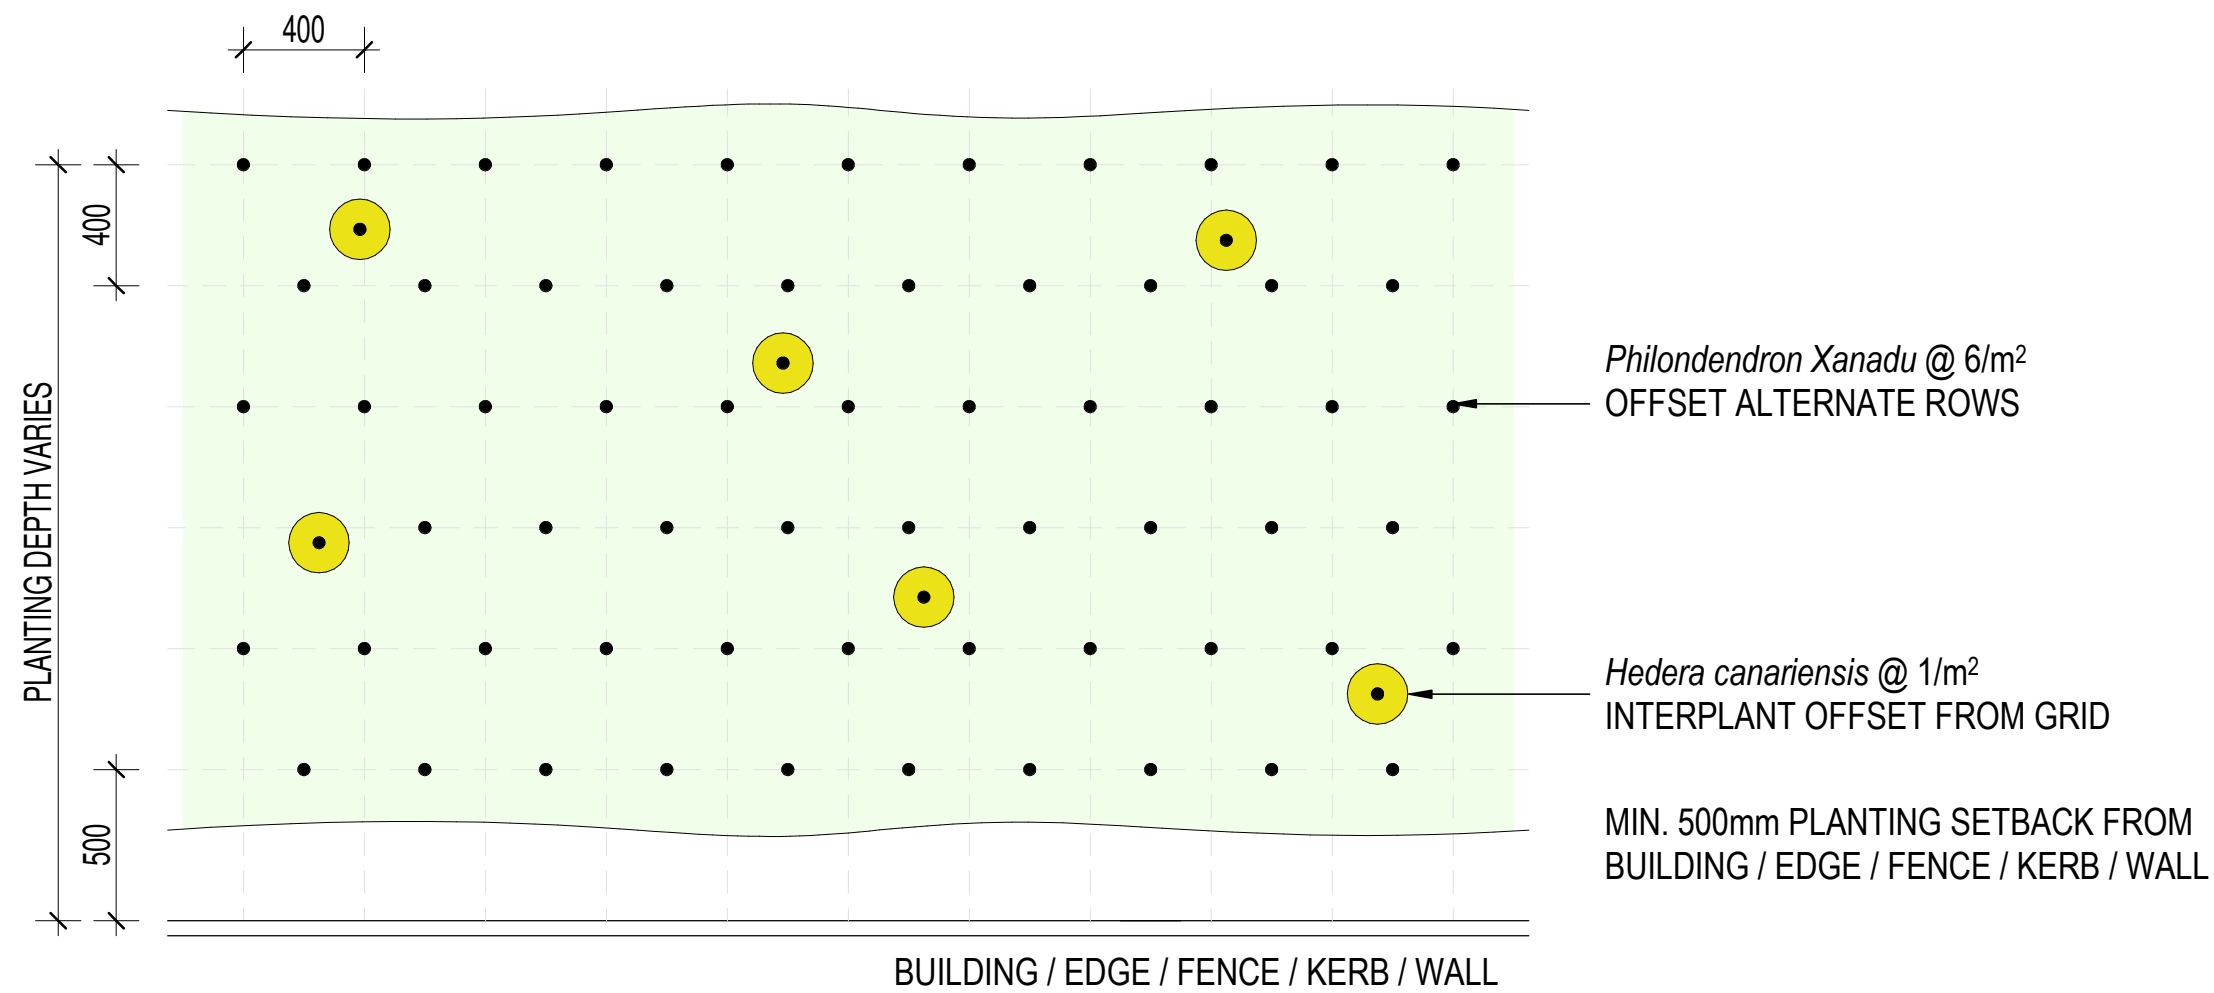 400
400
PLANTING DEPTH VARIES
Philondendron Xanadu @ 6/m²
OFFSET ALTERNATE ROWS
Hedera canariensis @ 1/m²
INTERPLANT OFFSET FROM GRID
500
MIN. 500mm PLANTING SETBACK FROM
BUILDING / EDGE / FENCE / KERB / WALL
BUILDING / EDGE / FENCE / KERB / WALL